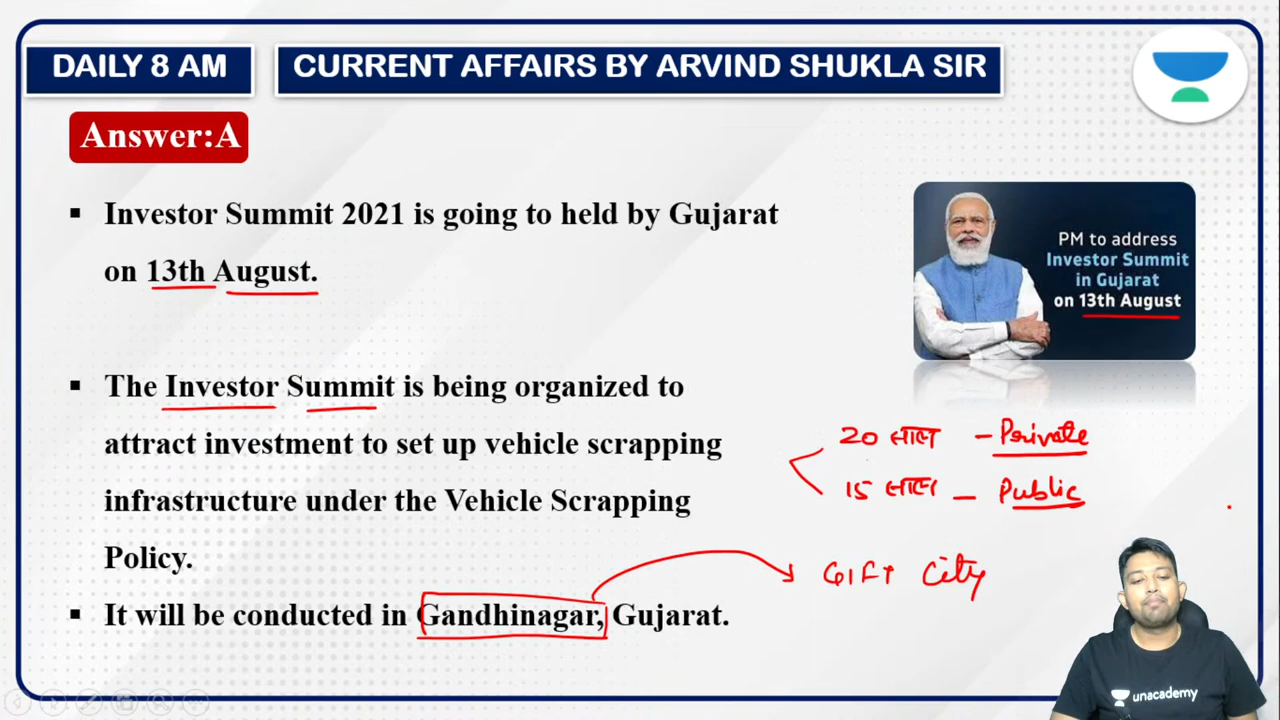 DAILY 8 AM
CURRENT AFFAIRS BY ARVIND SHUKLA SIR
Answer:A
Investor Summit 2021 is going to held by Gujarat
on 13th August.
PM to address
Investor Summit
in Gujarat
on 13th August
The Investor Summit is being organized to
attract investment to set up vehicle scrapping
infrastructure under the Vehicle Scrapping
Policy.
It will be conducted in Gandhinagar, Gujarat.
20 साल - Private
15 साल - Public
GIFT City
unacademy